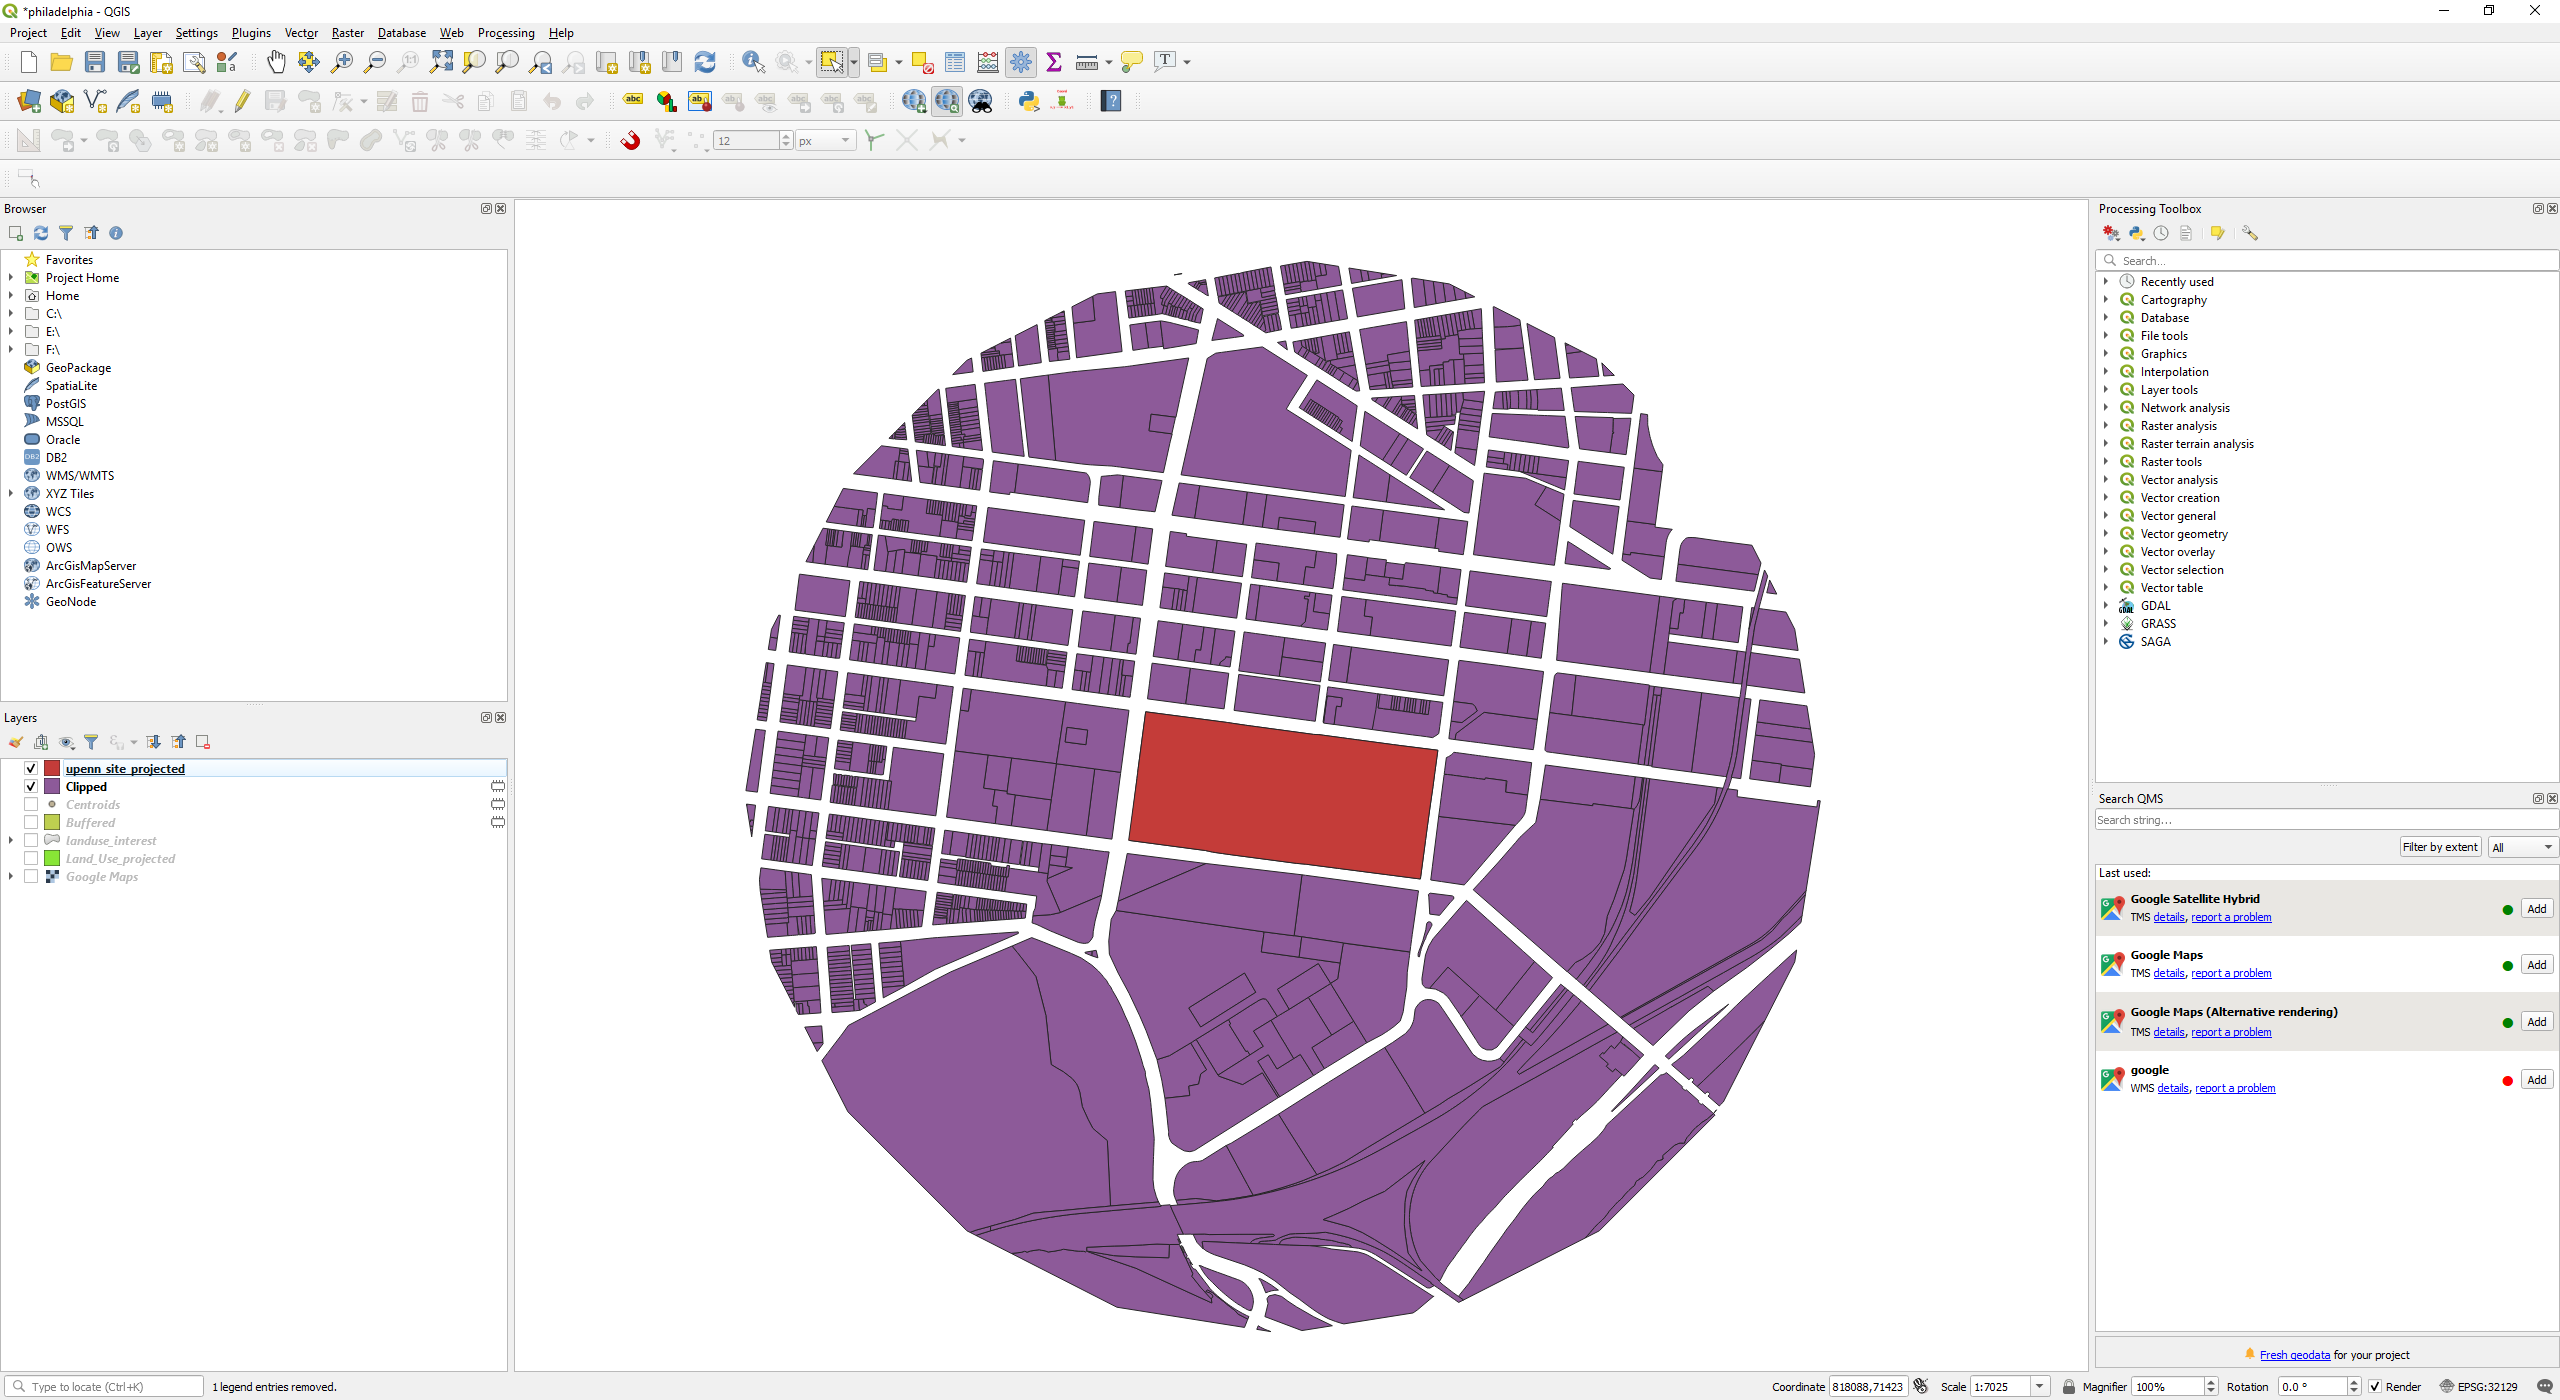 *philadelphia - QGIS
Project Edit View Layer Settings Plugins Vector Raster Database Web Processing Help
12 px
Browser
Favorites
Project Home
Home
C:\
E:\
F:\
GeoPackage
SpatiaLite
PostGIS
MSSQL
Oracle
DB2
WMS/WMTS
XYZ Tiles
WCS
WFS
OWS
ArcGisMapServer
ArcGisFeatureServer
GeoNode
Layers
upenn_site_projected
Clipped
Centroids
Buffered
landuse_interest
Land_Use_projected
Google Maps
Processing Toolbox
Search...
Recently used
Cartography
Database
File tools
Graphics
Interpolation
Layer tools
Network analysis
Raster analysis
Raster terrain analysis
Raster tools
Vector analysis
Vector creation
Vector general
Vector geometry
Vector overlay
Vector selection
Vector table
GDAL
GRASS
SAGA
Search QMS
Search string...
Filter by extent All
Last used:
Google Satellite Hybrid
TMS details, report a problem Add
Google Maps
TMS details, report a problem Add
Google Maps (Alternative rendering)
TMS details, report a problem Add
google
WMS details, report a problem Add
Fresh geodata for your project
Type to locate (Ctrl+K) 1 legend entries removed. Coordinate 818088,71423 Scale 1:7025 Magnifier 100% Rotation 0.0 ° Render EPSG:32129